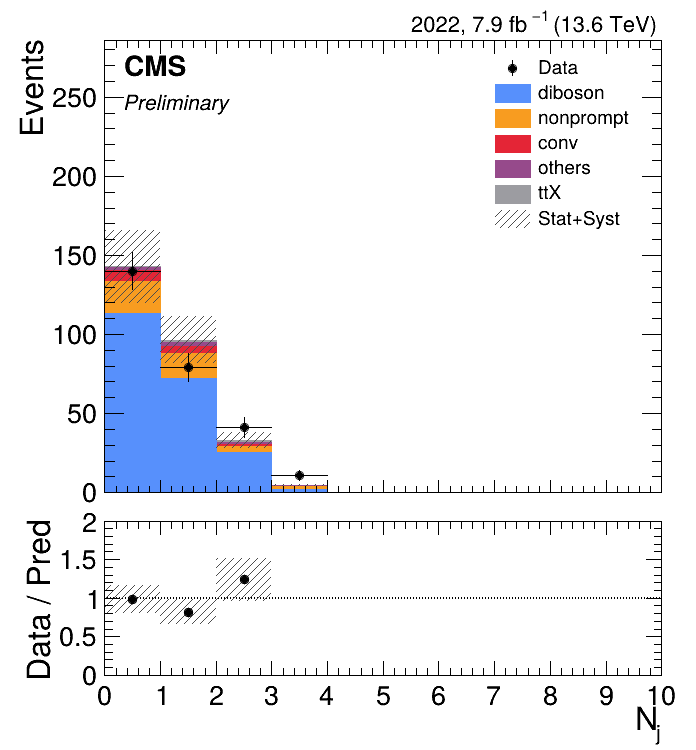 2022, 7.9 fb⁻¹ (13.6 TeV)
CMS
Preliminary
Data
diboson
nonprompt
conv
others
ttX
Stat+Syst
Events
250
200
150
100
50
0
Data / Pred
2
1.5
1
0.5
0
0 1 2 3 4 5 6 7 8 9 10
N_j